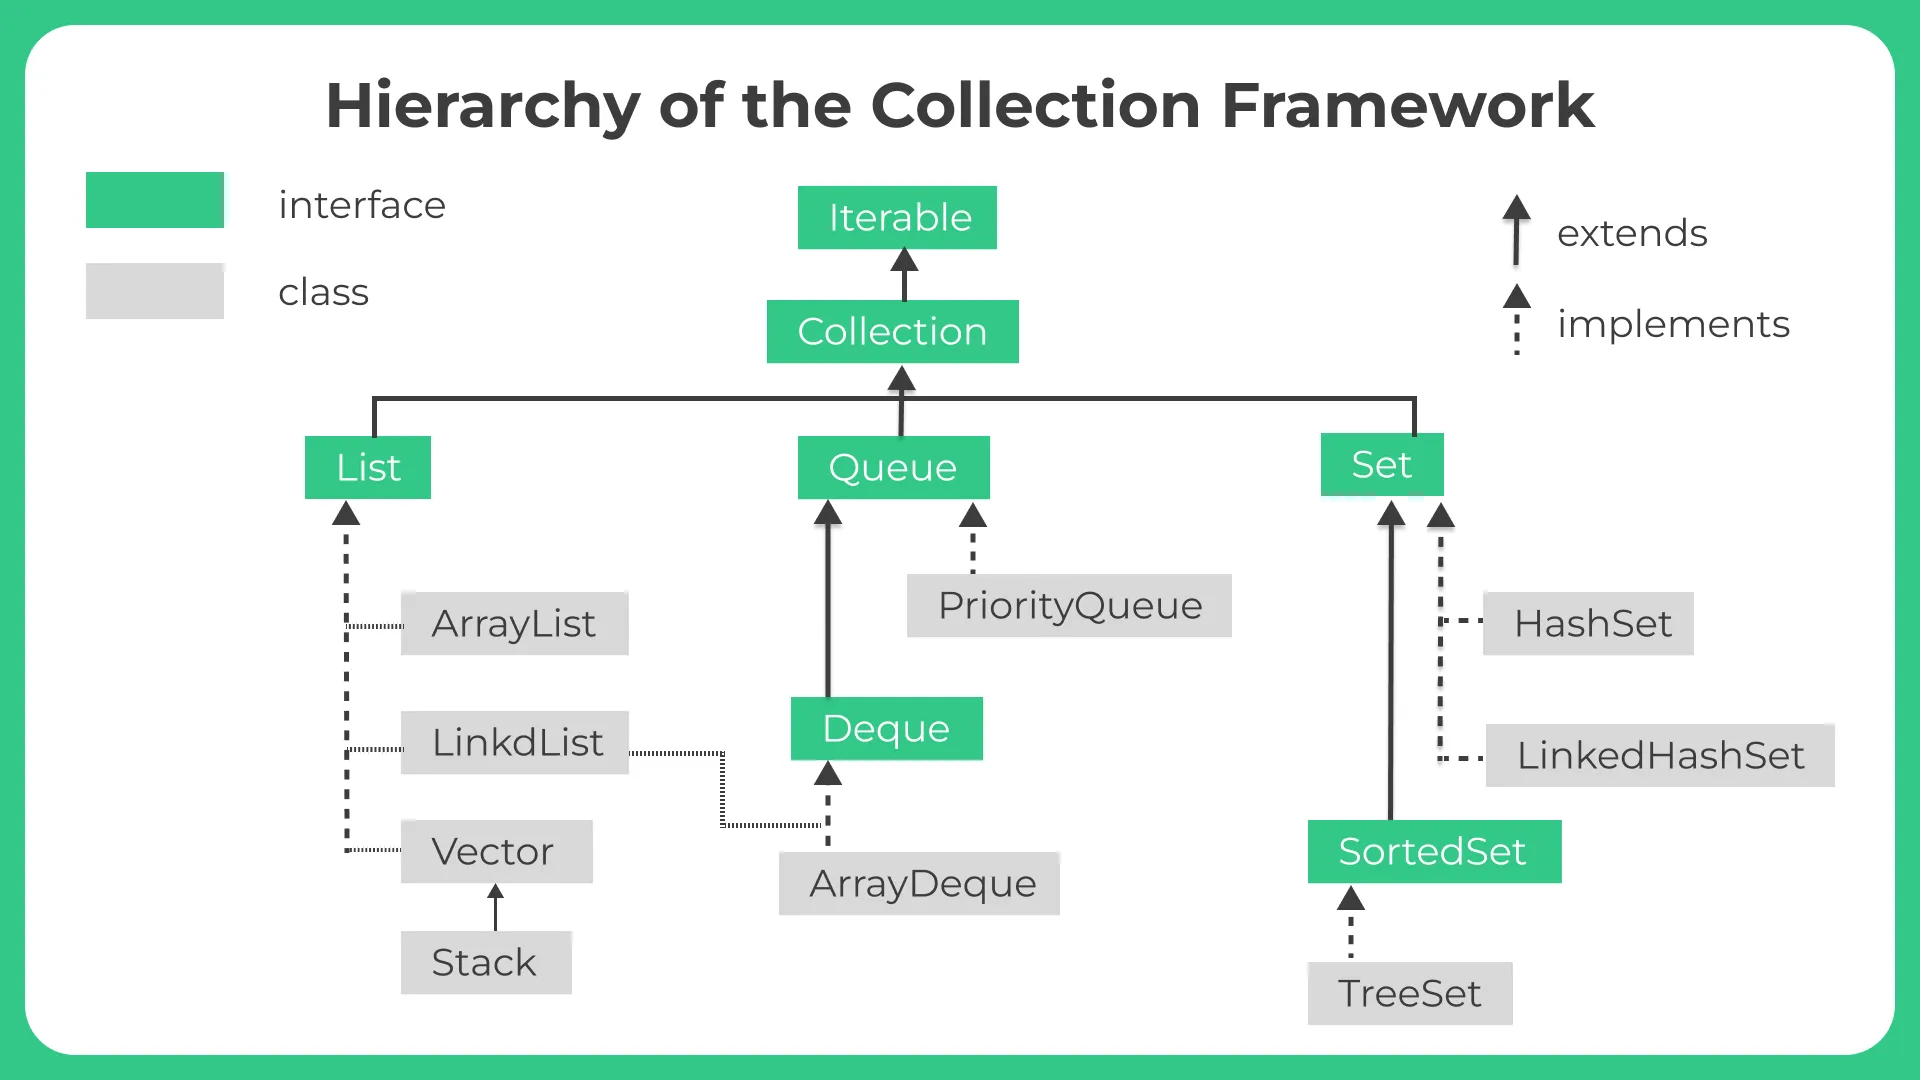 Hierarchy of the Collection Framework
interface
class
extends
implements
Iterable
Collection
List
Queue
Set
ArrayList
LinkdList
Vector
Stack
PriorityQueue
Deque
ArrayDeque
HashSet
LinkedHashSet
SortedSet
TreeSet